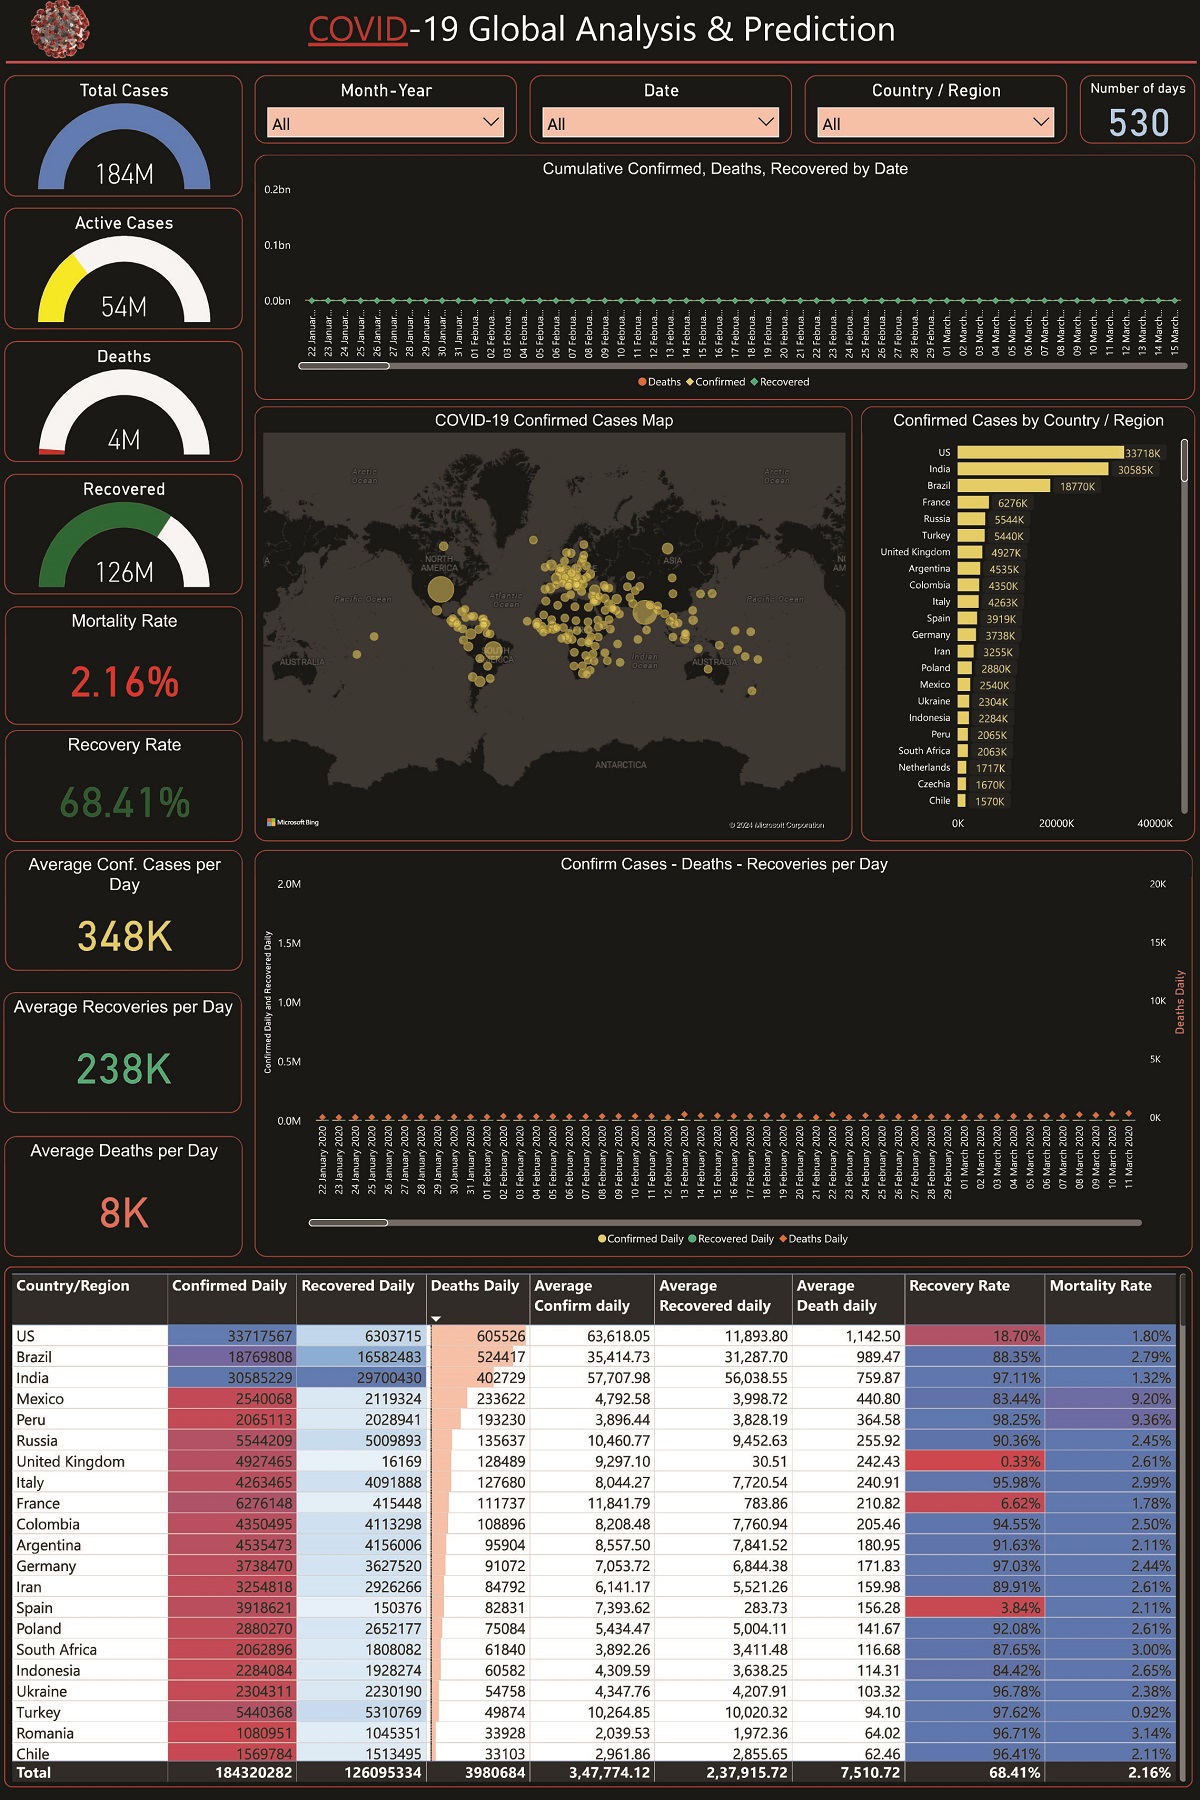 COVID-19 Global Analysis & Prediction
Total Cases
184M
Month-Year
All
Date
All
Country / Region
All
Number of days
530
Active Cases
54M
Deaths
4M
Recovered
126M
Mortality Rate
2.16%
Recovery Rate
68.41%
Average Conf. Cases per
Day
348K
Average Recoveries per Day
238K
Average Deaths per Day
8K
Cumulative Confirmed, Deaths, Recovered by Date
0.2bn
0.1bn
0.0bn
22 Januar...
23 Januar...
24 Januar...
25 Januar...
26 Januar...
27 Januar...
28 Januar...
29 Januar...
30 Januar...
31 Januar...
01 Februa...
02 Februa...
03 Februa...
04 Februa...
05 Februa...
06 Februa...
07 Februa...
08 Februa...
09 Februa...
10 Februa...
11 Februa...
12 Februa...
13 Februa...
14 Februa...
15 Februa...
16 Februa...
17 Februa...
18 Februa...
19 Februa...
20 Februa...
21 Februa...
22 Februa...
23 Februa...
24 Februa...
25 Februa...
26 Februa...
27 Februa...
28 Februa...
29 Februa...
01 March...
02 March...
03 March...
04 March...
05 March...
06 March...
07 March...
08 March...
09 March...
10 March...
11 March...
12 March...
13 March...
14 March...
15 March...
Deaths Confirmed Recovered
COVID-19 Confirmed Cases Map
Arctic
Ocean
Arctic
Ocean
NORTH
AMERICA
ASIA
Pacific Ocean
Atlantic
Ocean
Pacific Ocean
AUSTRALIA
SOUTH
AMERICA
Indian
Ocean
AUSTRALIA
ANTARCTICA
Microsoft Bing
© 2024 Microsoft Corporation
Confirmed Cases by Country / Region
US 33718K
India 30585K
Brazil 18770K
France 6276K
Russia 5544K
Turkey 5440K
United Kingdom 4927K
Argentina 4535K
Colombia 4350K
Italy 4263K
Spain 3919K
Germany 3738K
Iran 3255K
Poland 2880K
Mexico 2540K
Ukraine 2304K
Indonesia 2284K
Peru 2065K
South Africa 2063K
Netherlands 1717K
Czechia 1670K
Chile 1570K
0K 20000K 40000K
Confirm Cases - Deaths - Recoveries per Day
Confirmed Daily and Recovered Daily
2.0M
1.5M
1.0M
0.5M
0.0M
20K
15K
10K
5K
0K
Deaths Daily
22 January 2020
23 January 2020
24 January 2020
25 January 2020
26 January 2020
27 January 2020
28 January 2020
29 January 2020
30 January 2020
31 January 2020
01 February 2020
02 February 2020
03 February 2020
04 February 2020
05 February 2020
06 February 2020
07 February 2020
08 February 2020
09 February 2020
10 February 2020
11 February 2020
12 February 2020
13 February 2020
14 February 2020
15 February 2020
16 February 2020
17 February 2020
18 February 2020
19 February 2020
20 February 2020
21 February 2020
22 February 2020
23 February 2020
24 February 2020
25 February 2020
26 February 2020
27 February 2020
28 February 2020
29 February 2020
01 March 2020
02 March 2020
03 March 2020
04 March 2020
05 March 2020
06 March 2020
07 March 2020
08 March 2020
09 March 2020
10 March 2020
11 March 2020
Confirmed Daily Recovered Daily Deaths Daily
Country/Region Confirmed Daily Recovered Daily Deaths Daily Average Average Average Recovery Rate Mortality Rate
Confirm daily Recovered daily Death daily
US 33717567 6303715 605526 63,618.05 11,893.80 1,142.50 18.70% 1.80%
Brazil 18769808 16582483 524417 35,414.73 31,287.70 989.47 88.35% 2.79%
India 30585229 29700430 402729 57,707.98 56,038.55 759.87 97.11% 1.32%
Mexico 2540068 2119324 233622 4,792.58 3,998.72 440.80 83.44% 9.20%
Peru 2065113 2028941 193230 3,896.44 3,828.19 364.58 98.25% 9.36%
Russia 5544209 5009893 135637 10,460.77 9,452.63 255.92 90.36% 2.45%
United Kingdom 4927465 16169 128489 9,297.10 30.51 242.43 0.33% 2.61%
Italy 4263465 4091888 127680 8,044.27 7,720.54 240.91 95.98% 2.99%
France 6276148 415448 111737 11,841.79 783.86 210.82 6.62% 1.78%
Colombia 4350495 4113298 108896 8,208.48 7,760.94 205.46 94.55% 2.50%
Argentina 4535473 4156006 95904 8,557.50 7,841.52 180.95 91.63% 2.11%
Germany 3738470 3627520 91072 7,053.72 6,844.38 171.83 97.03% 2.44%
Iran 3254818 2926266 84792 6,141.17 5,521.26 159.98 89.91% 2.61%
Spain 3918621 150376 82831 7,393.62 283.73 156.28 3.84% 2.11%
Poland 2880270 2652177 75084 5,434.47 5,004.11 141.67 92.08% 2.61%
South Africa 2062896 1808082 61840 3,892.26 3,411.48 116.68 87.65% 3.00%
Indonesia 2284084 1928274 60582 4,309.59 3,638.25 114.31 84.42% 2.65%
Ukraine 2304311 2230190 54758 4,347.76 4,207.91 103.32 96.78% 2.38%
Turkey 5440368 5310769 49874 10,264.85 10,020.32 94.10 97.62% 0.92%
Romania 1080951 1045351 33928 2,039.53 1,972.36 64.02 96.71% 3.14%
Chile 1569784 1513495 33103 2,961.86 2,855.65 62.46 96.41% 2.11%
Total 184320282 126095334 3980684 3,47,774.12 2,37,915.72 7,510.72 68.41% 2.16%